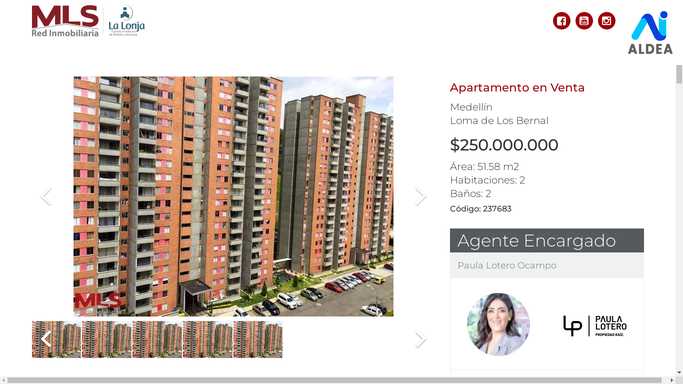 MLS
Red Inmobiliaria
La Lonja
ALDEA
Apartamento en Venta
Medellín
Loma de Los Bernal
$250.000.000
Área: 51.58 m2
Habitaciones: 2
Baños: 2
Código: 237683
MLS
Agente Encargado
Paula Lotero Ocampo
LP PAULA
LOTERO
PROPIEDAD RAÍZ.